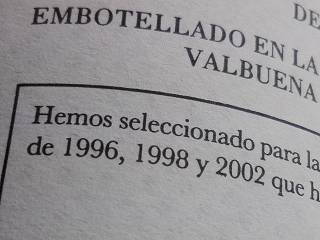 DE
EMBOTELLADO EN LA
VALBUENA
Hemos seleccionado para la
de 1996, 1998 y 2002 que h